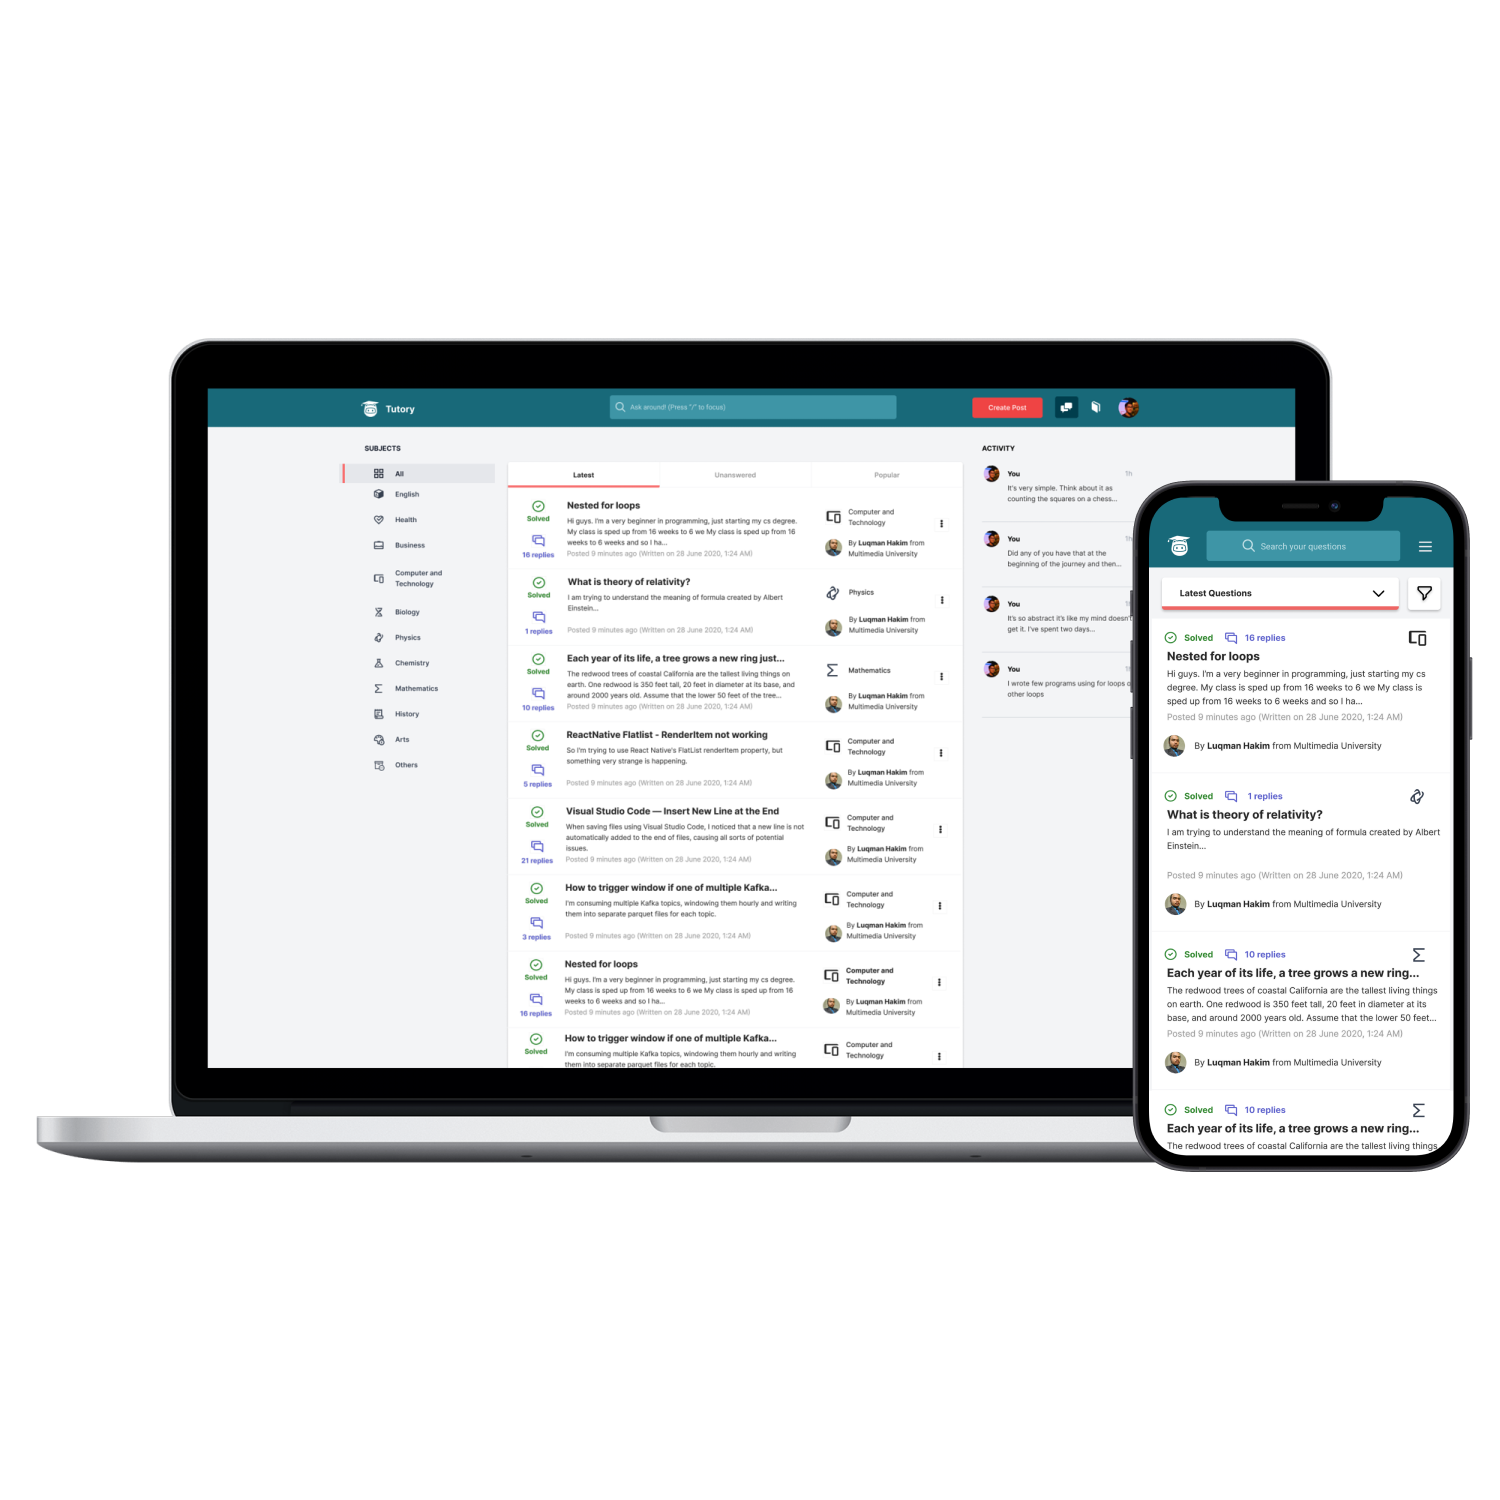 Tutory
Ask around! (Press "/" to focus)
Create Post
SUBJECTS
All
English
Health
Business
Computer and
Technology
Biology
Physics
Chemistry
Mathematics
History
Arts
Others
Latest
Unanswered
Popular
Solved
16 replies
Nested for loops
Hi guys. I'm a very beginner in programming, just starting my cs degree.
My class is sped up from 16 weeks to 6 we My class is sped up from 16
weeks to 6 weeks and so I ha...
Posted 9 minutes ago (Written on 28 June 2020, 1:24 AM)
Computer and
Technology
By Luqman Hakim from
Multimedia University
Solved
1 replies
What is theory of relativity?
I am trying to understand the meaning of formula created by Albert
Einstein...
Posted 9 minutes ago (Written on 28 June 2020, 1:24 AM)
Physics
By Luqman Hakim from
Multimedia University
Solved
10 replies
Each year of its life, a tree grows a new ring just...
The redwood trees of coastal California are the tallest living things on
earth. One redwood is 350 feet tall, 20 feet in diameter at its base, and
around 2000 years old. Assume that the lower 50 feet of the tree...
Posted 9 minutes ago (Written on 28 June 2020, 1:24 AM)
Mathematics
By Luqman Hakim from
Multimedia University
Solved
5 replies
ReactNative Flatlist - RenderItem not working
So I'm trying to use React Native's FlatList renderItem property, but
something very strange is happening.
Posted 9 minutes ago (Written on 28 June 2020, 1:24 AM)
Computer and
Technology
By Luqman Hakim from
Multimedia University
Solved
21 replies
Visual Studio Code — Insert New Line at the End
When saving files using Visual Studio Code, I noticed that a new line is not
automatically added to the end of files, causing all sorts of potential
issues.
Posted 9 minutes ago (Written on 28 June 2020, 1:24 AM)
Computer and
Technology
By Luqman Hakim from
Multimedia University
Solved
3 replies
How to trigger window if one of multiple Kafka...
I'm consuming multiple Kafka topics, windowing them hourly and writing
them into separate parquet files for each topic.
Posted 9 minutes ago (Written on 28 June 2020, 1:24 AM)
Computer and
Technology
By Luqman Hakim from
Multimedia University
Solved
16 replies
Nested for loops
Hi guys. I'm a very beginner in programming, just starting my cs degree.
My class is sped up from 16 weeks to 6 we My class is sped up from 16
weeks to 6 weeks and so I ha...
Posted 9 minutes ago (Written on 28 June 2020, 1:24 AM)
Computer and
Technology
By Luqman Hakim from
Multimedia University
Solved
How to trigger window if one of multiple Kafka...
I'm consuming multiple Kafka topics, windowing them hourly and writing
them into separate parquet files for each topic.
Computer and
Technology
ACTIVITY
You 1h
It's very simple. Think about it as
counting the squares on a chess...
You 1h
Did any of you have that at the
beginning of the journey and then...
You
It's so abstract it's like my mind doesn't
get it. I've spent two days...
You
I wrote few programs using for loops
other loops
Search your questions
Latest Questions
Solved 16 replies
Nested for loops
Hi guys. I'm a very beginner in programming, just starting my cs
degree. My class is sped up from 16 weeks to 6 we My class is
sped up from 16 weeks to 6 weeks and so I ha...
Posted 9 minutes ago (Written on 28 June 2020, 1:24 AM)
By Luqman Hakim from Multimedia University
Solved 1 replies
What is theory of relativity?
I am trying to understand the meaning of formula created by Albert
Einstein...
Posted 9 minutes ago (Written on 28 June 2020, 1:24 AM)
By Luqman Hakim from Multimedia University
Solved 10 replies
Each year of its life, a tree grows a new ring...
The redwood trees of coastal California are the tallest living things
on earth. One redwood is 350 feet tall, 20 feet in diameter at its
base, and around 2000 years old. Assume that the lower 50 feet...
Posted 9 minutes ago (Written on 28 June 2020, 1:24 AM)
By Luqman Hakim from Multimedia University
Solved 10 replies
Each year of its life, a tree grows a new ring...
The redwood trees of coastal California are the tallest living things